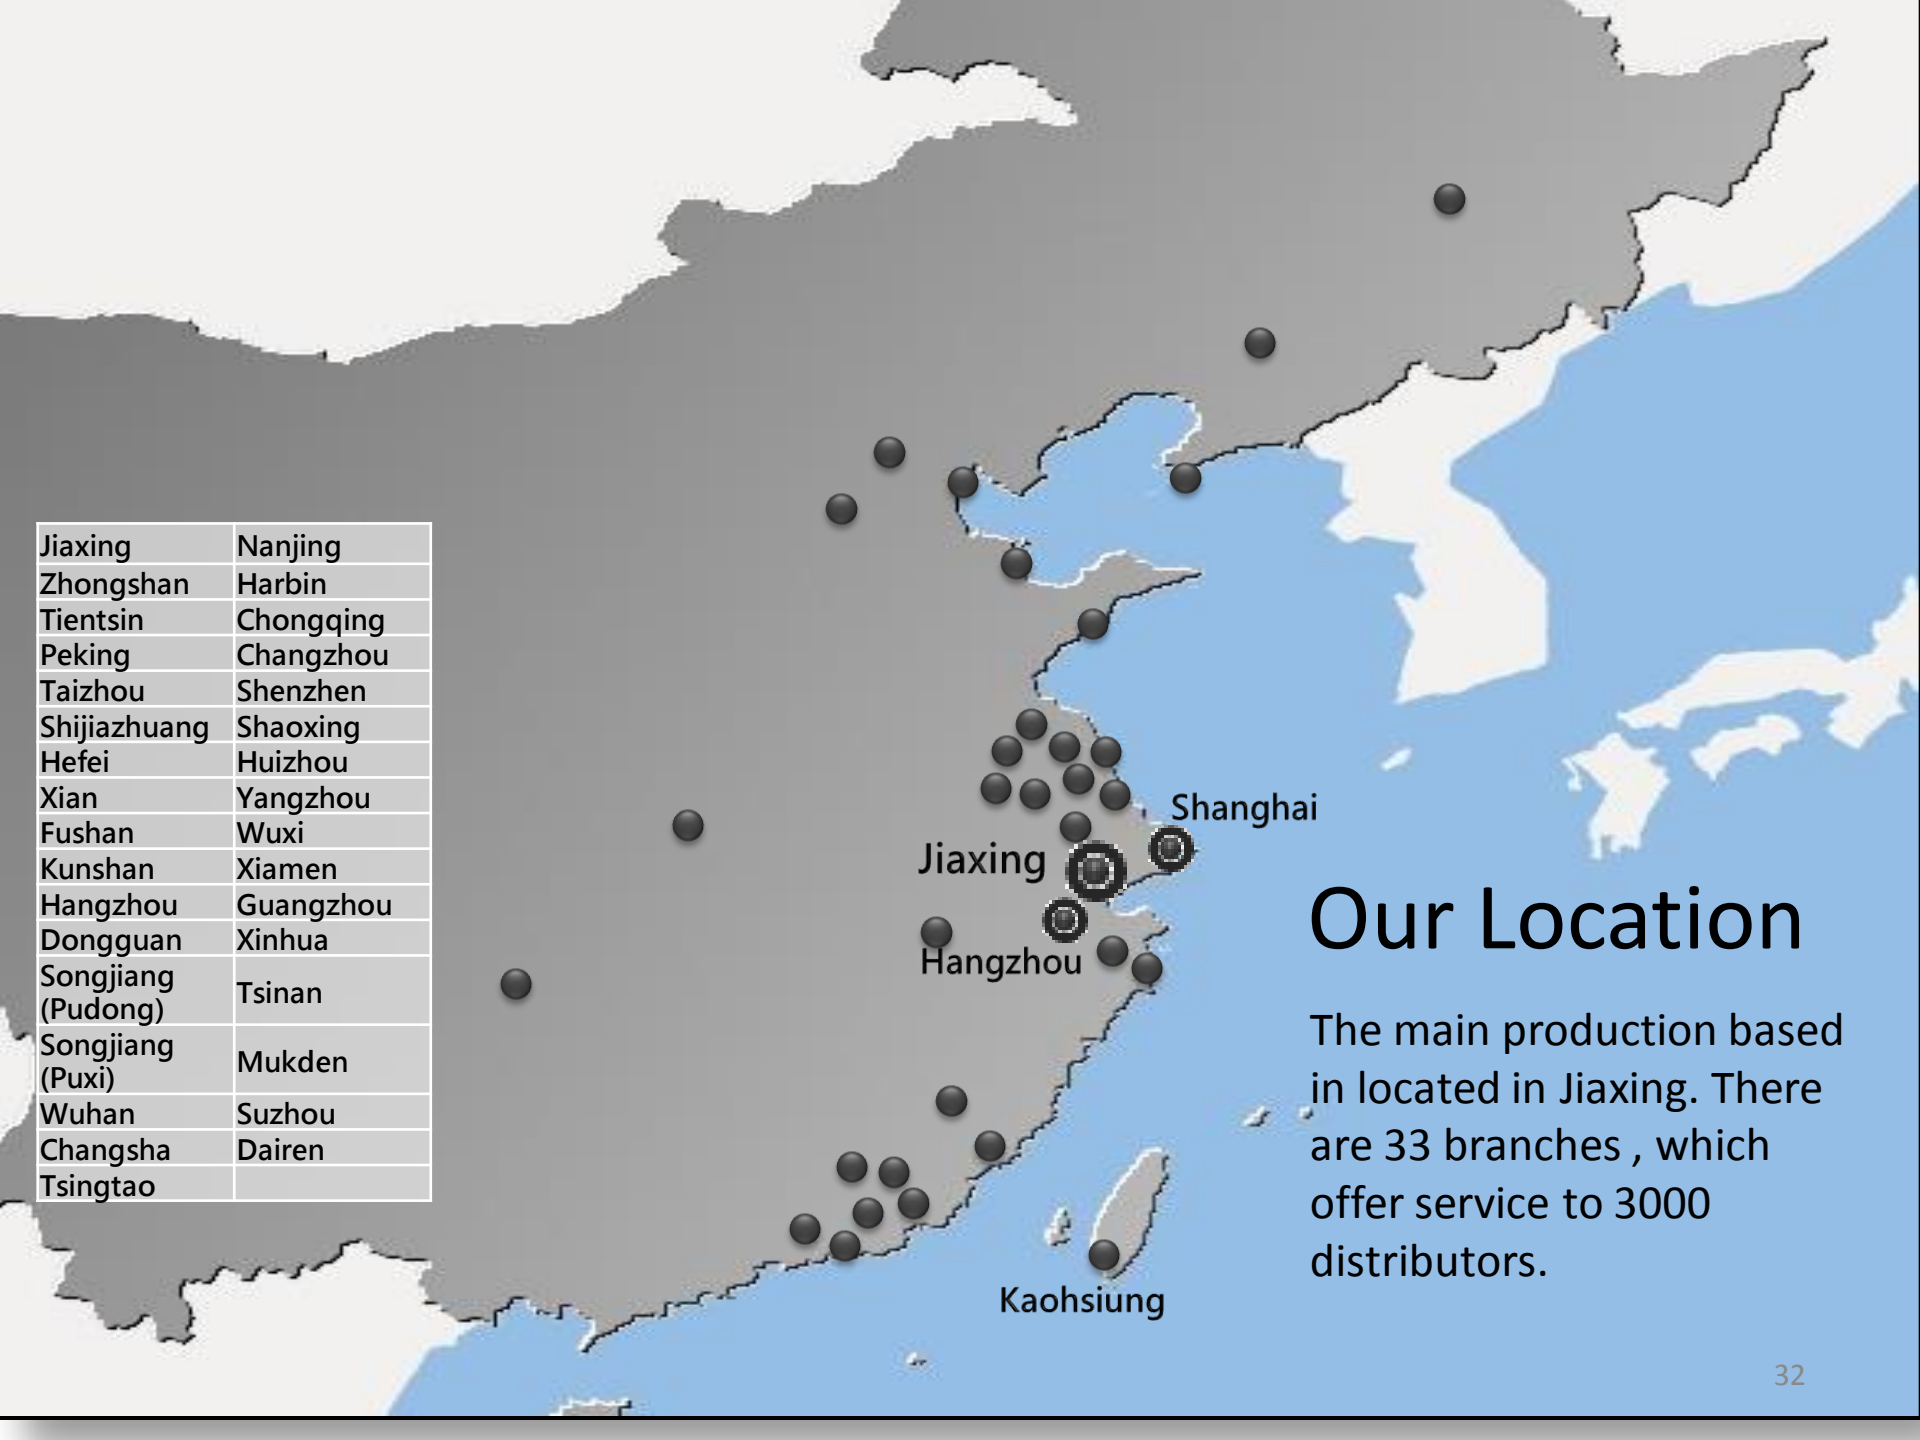 Jiaxing Nanjing
Zhongshan Harbin
Tientsin Chongqing
Peking Changzhou
Taizhou Shenzhen
Shijiazhuang Shaoxing
Hefei Huizhou
Xian Yangzhou
Fushan Wuxi
Kunshan Xiamen
Hangzhou Guangzhou
Dongguan Xinhua
Songjiang
(Pudong) Tsinan
Songjiang
(Puxi) Mukden
Wuhan Suzhou
Changsha Dairen
Tsingtao
Shanghai
Jiaxing
Hangzhou
Kaohsiung
Our Location
The main production based
in located in Jiaxing. There
are 33 branches , which
offer service to 3000
distributors.
32